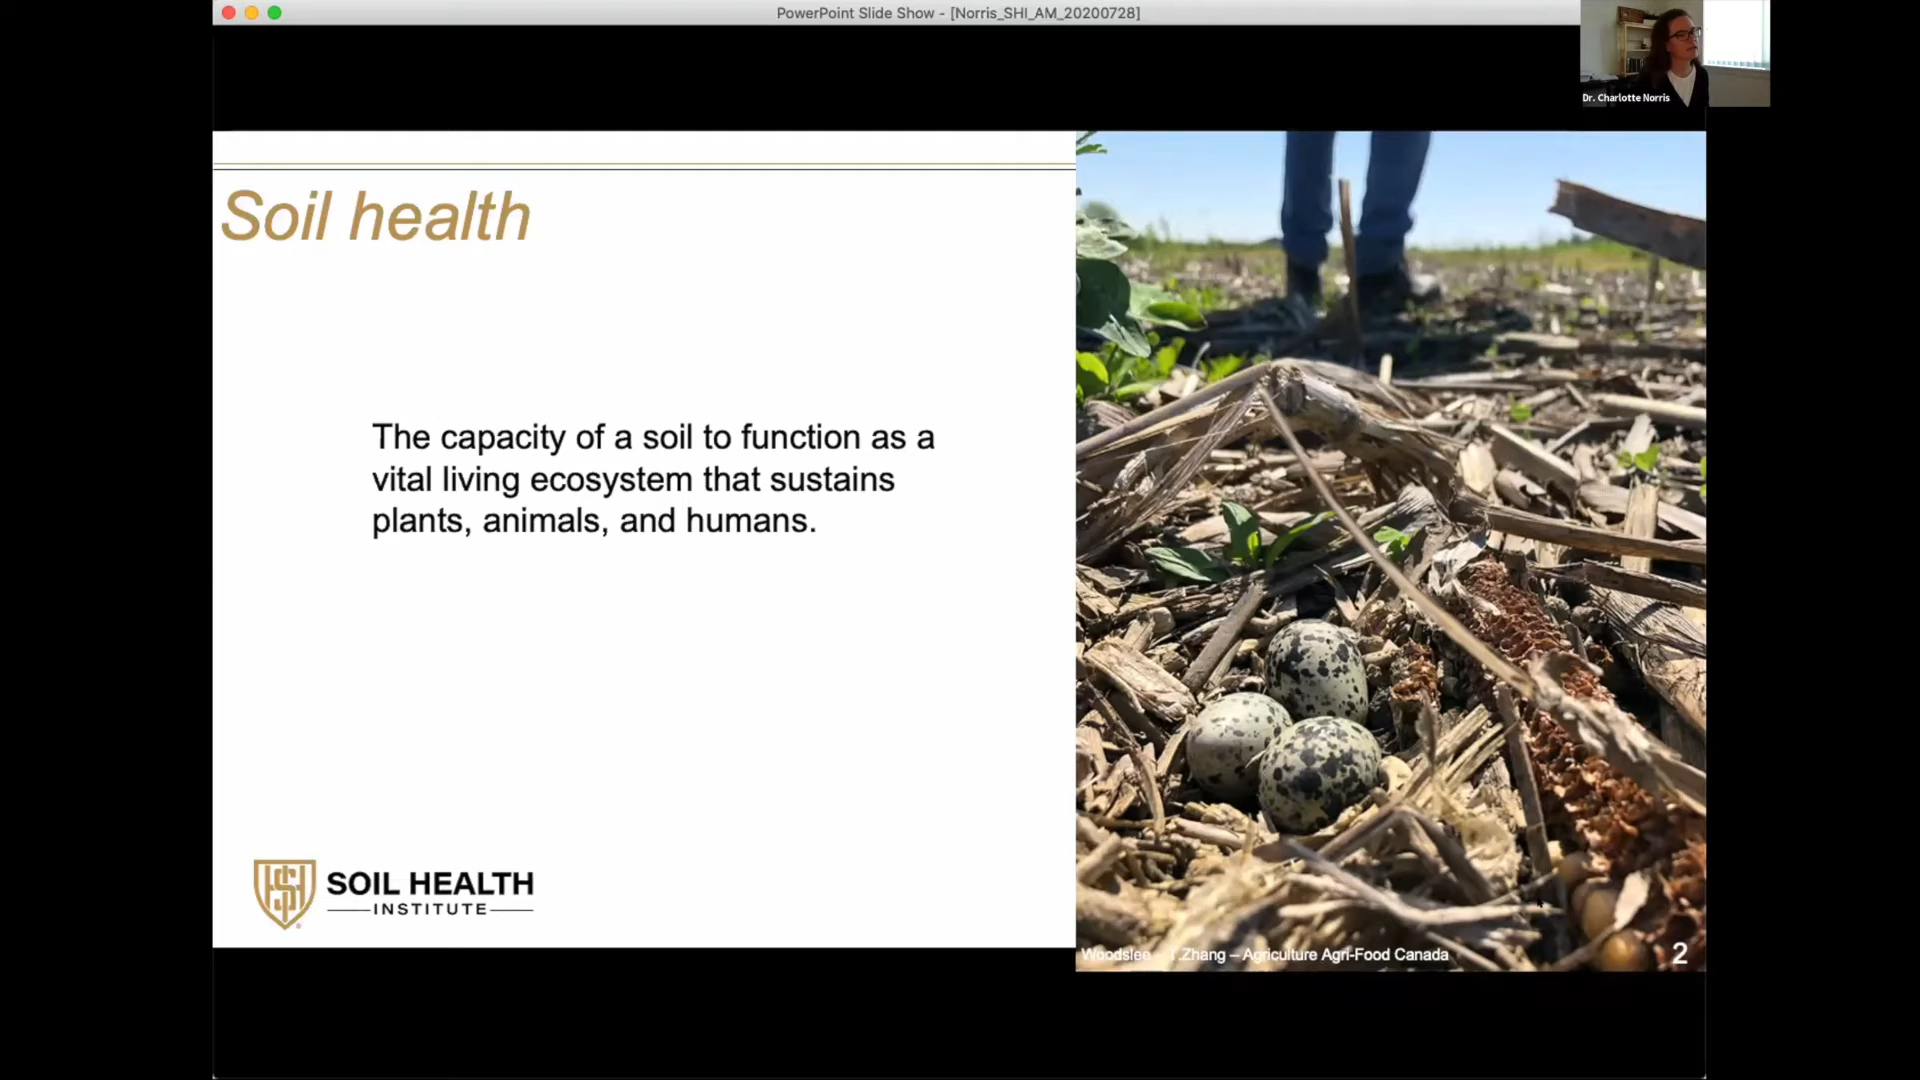 PowerPoint Slide Show - [Norris_SHI_AM_20200728]
Dr. Charlotte Norris
Soil health
The capacity of a soil to function as a
vital living ecosystem that sustains
plants, animals, and humans.
SOIL HEALTH
INSTITUTE
Woodslee – T.Zhang – Agriculture Agri-Food Canada
2